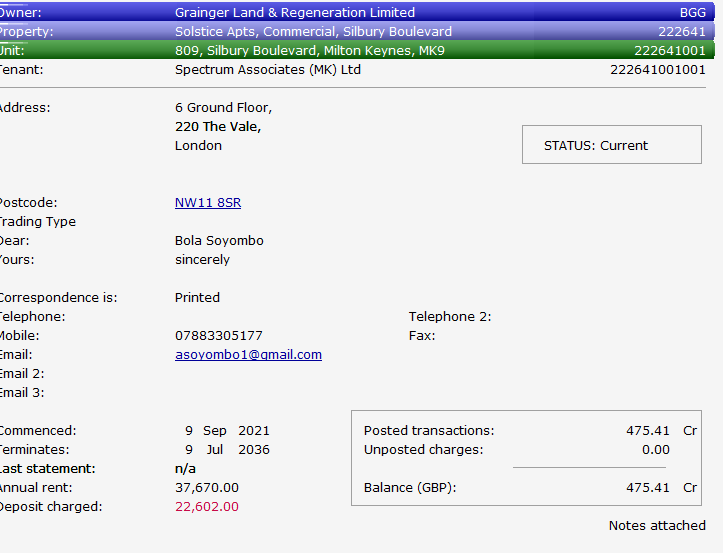 Owner: Grainger Land & Regeneration Limited BGG
Property: Solstice Apts, Commercial, Silbury Boulevard 222641
Unit: 809, Silbury Boulevard, Milton Keynes, MK9 222641001
Tenant: Spectrum Associates (MK) Ltd 222641001001
Address: 6 Ground Floor,
220 The Vale,
London
STATUS: Current
Postcode: NW11 8SR
Trading Type
Dear: Bola Soyombo
Yours: sincerely
Correspondence is: Printed
Telephone: Telephone 2:
Mobile: 07883305177 Fax:
Email: asoyombo1@gmail.com
Email 2:
Email 3:
Commenced: 9 Sep 2021
Terminates: 9 Jul 2036
Last statement: n/a
Annual rent: 37,670.00
Deposit charged: 22,602.00
Posted transactions: 475.41 Cr
Unposted charges: 0.00
Balance (GBP): 475.41 Cr
Notes attached